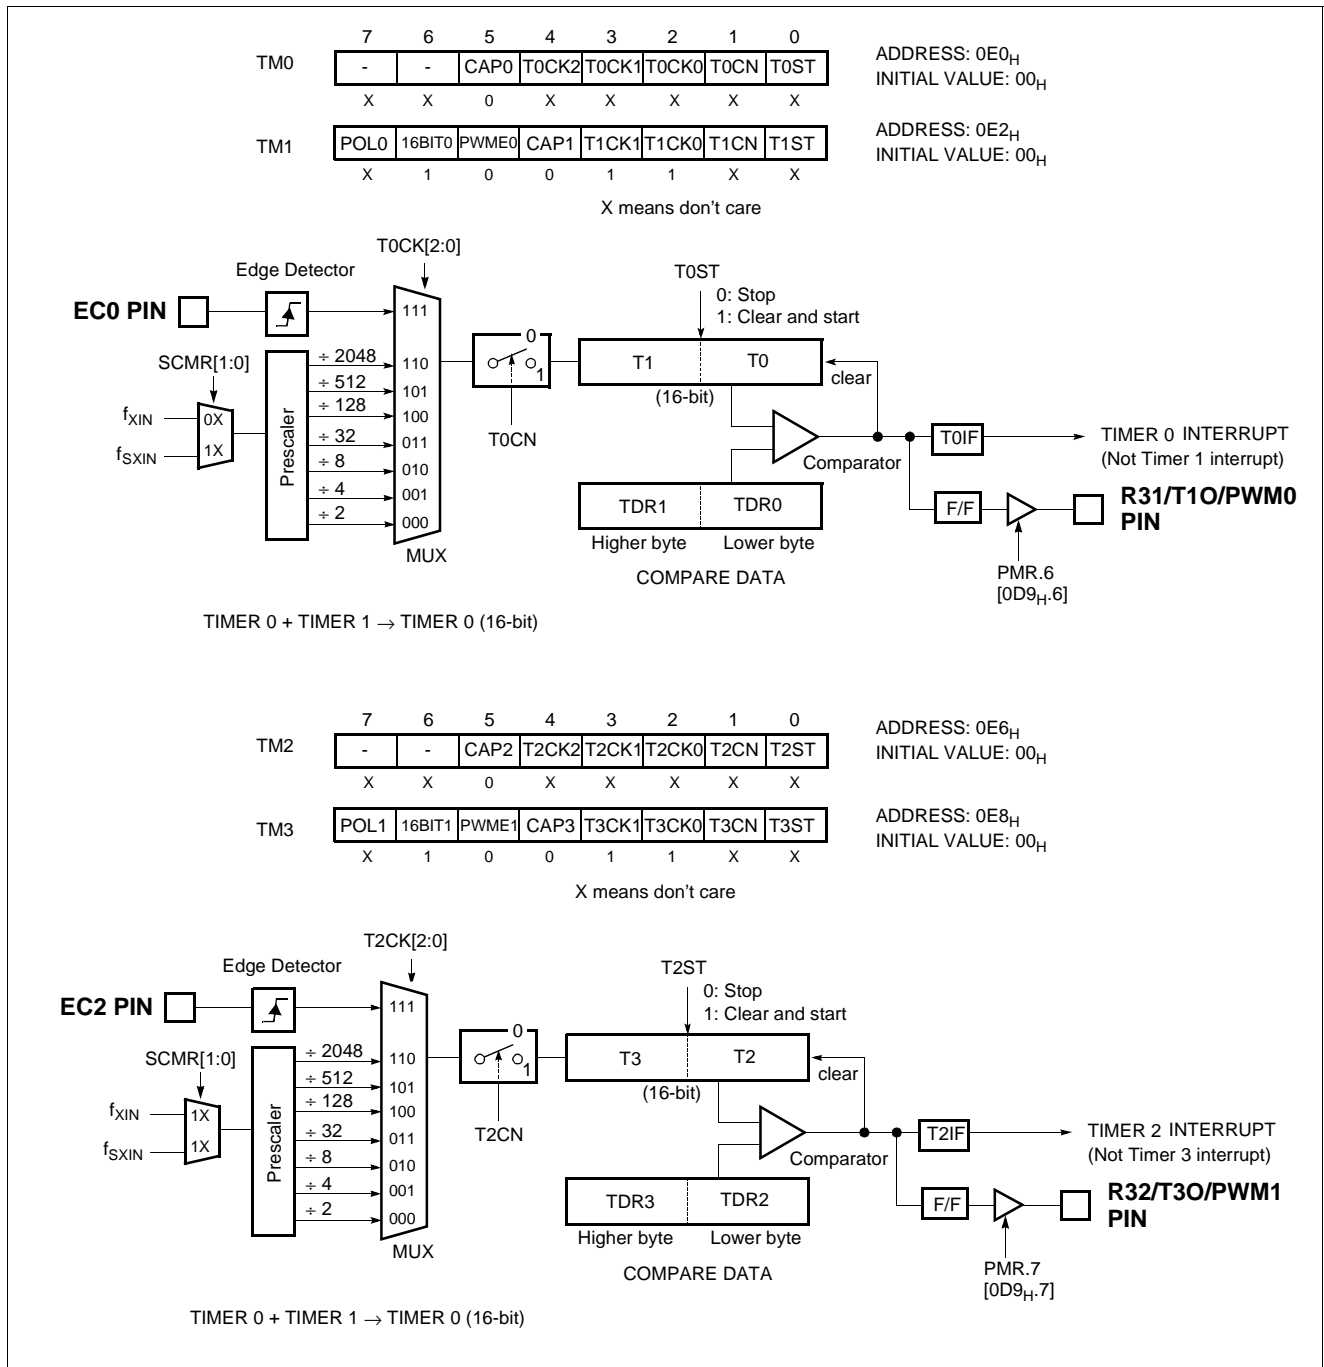 7 6 5 4 3 2 1 0
TM0 - - CAP0 T0CK2 T0CK1 T0CK0 T0CN T0ST
ADDRESS: 0E0H
INITIAL VALUE: 00H
X X 0 X X X X X
TM1 POL0 16BIT0 PWME0 CAP1 T1CK1 T1CK0 T1CN T1ST
ADDRESS: 0E2H
INITIAL VALUE: 00H
X 1 0 0 1 1 X X
X means don't care
T0CK[2:0]
Edge Detector
EC0 PIN
111
SCMR[1:0]
fXIN
fSXIN
0X
1X
Prescaler
÷ 2048 110
÷ 512 101
÷ 128 100
÷ 32 011
÷ 8 010
÷ 4 001
÷ 2 000
MUX
0
1
T0CN
T0ST
0: Stop
1: Clear and start
T1 T0
(16-bit)
clear
Comparator
T0IF
TIMER 0 INTERRUPT
(Not Timer 1 interrupt)
TDR1 TDR0
Higher byte Lower byte
COMPARE DATA
F/F
R31/T1O/PWM0
PIN
PMR.6
[0D9H.6]
TIMER 0 + TIMER 1 → TIMER 0 (16-bit)
7 6 5 4 3 2 1 0
TM2 - - CAP2 T2CK2 T2CK1 T2CK0 T2CN T2ST
ADDRESS: 0E6H
INITIAL VALUE: 00H
X X 0 X X X X X
TM3 POL1 16BIT1 PWME1 CAP3 T3CK1 T3CK0 T3CN T3ST
ADDRESS: 0E8H
INITIAL VALUE: 00H
X 1 0 0 1 1 X X
X means don't care
T2CK[2:0]
Edge Detector
EC2 PIN
111
SCMR[1:0]
fXIN
fSXIN
1X
1X
Prescaler
÷ 2048 110
÷ 512 101
÷ 128 100
÷ 32 011
÷ 8 010
÷ 4 001
÷ 2 000
MUX
0
1
T2CN
T2ST
0: Stop
1: Clear and start
T3 T2
(16-bit)
clear
Comparator
T2IF
TIMER 2 INTERRUPT
(Not Timer 3 interrupt)
TDR3 TDR2
Higher byte Lower byte
COMPARE DATA
F/F
R32/T3O/PWM1
PIN
PMR.7
[0D9H.7]
TIMER 0 + TIMER 1 → TIMER 0 (16-bit)